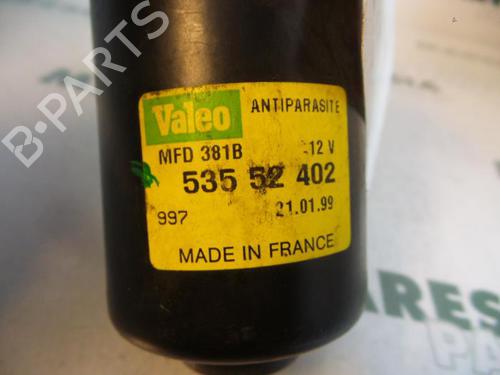 B-PARTS
Valeo
ANTIPARASITE
MFD 381B
12 V
535 52 402
997
21.01.99
MADE IN FRANCE